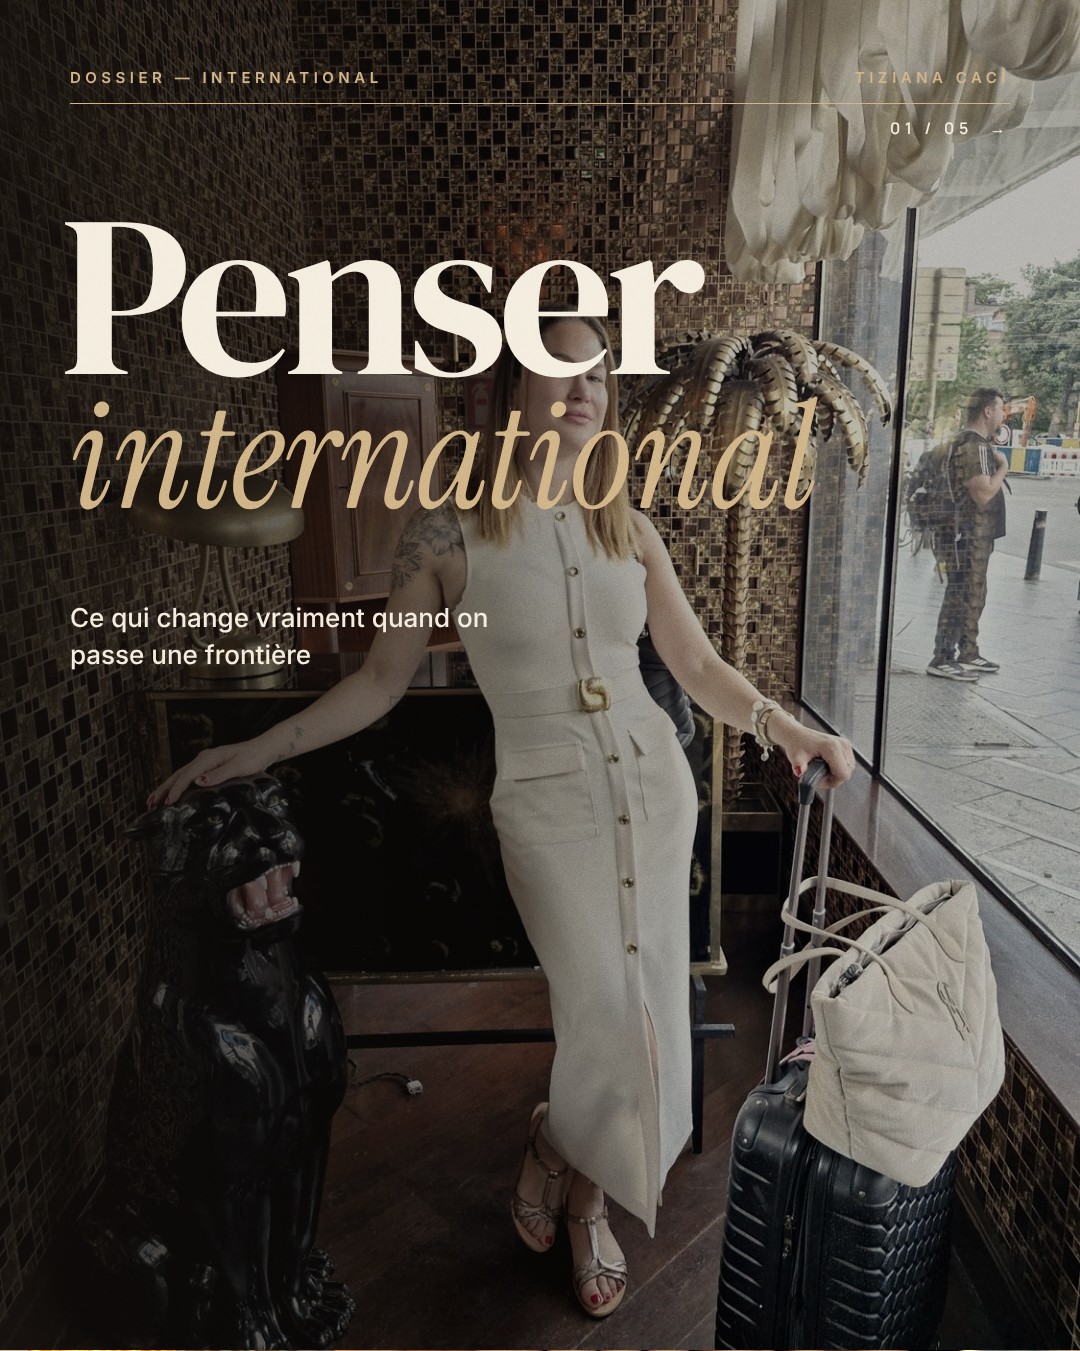 DOSSIER — INTERNATIONAL
TIZIANA CACI
01 / 05 →
Penser
international
Ce qui change vraiment quand on
passe une frontière